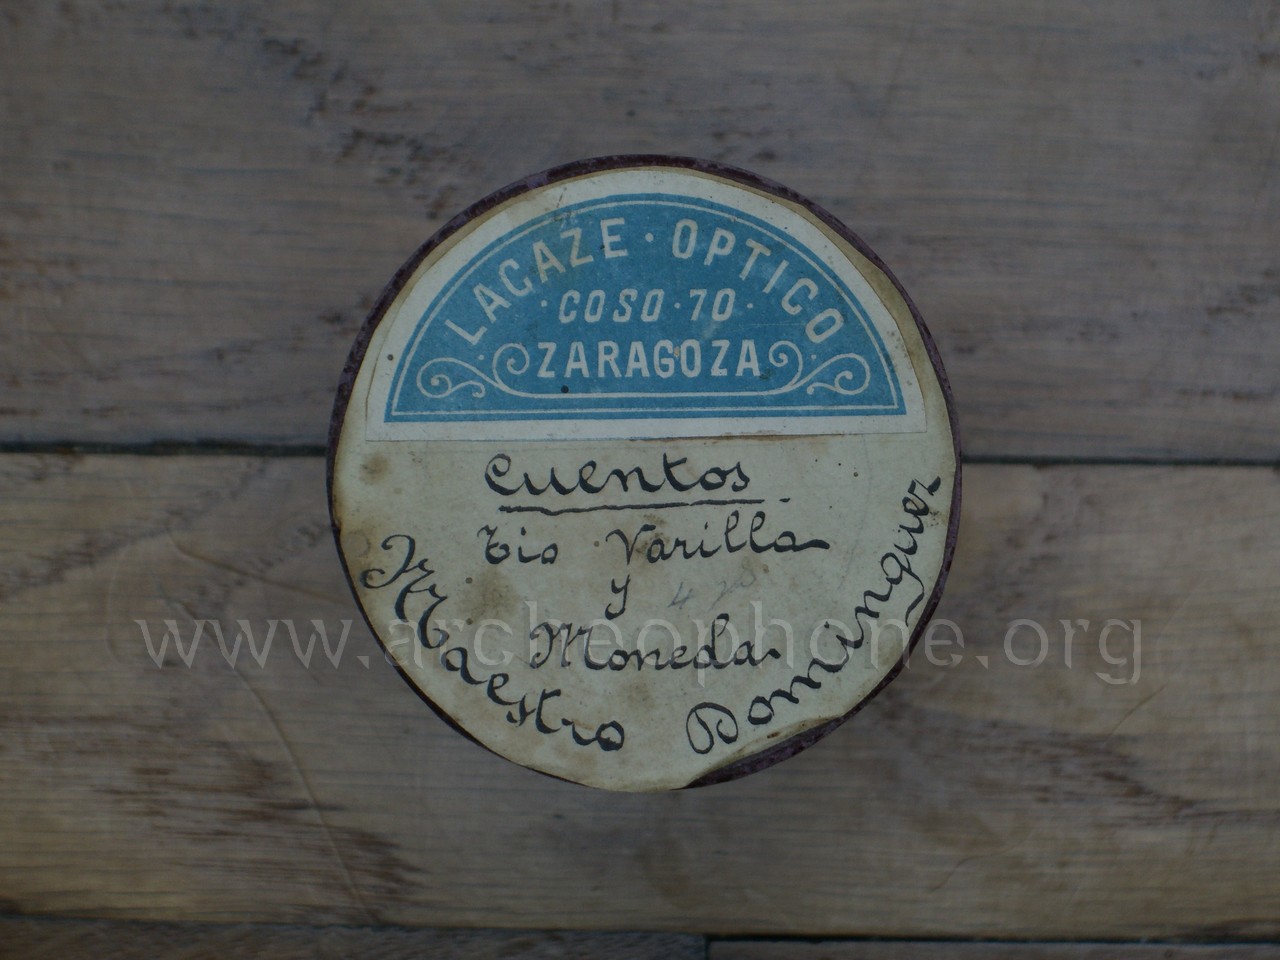 LACAZE · OPTICO
· COSO · 70 ·
ZARAGOZA
Cuentos
Tio Varilla
y
Moneda.
Maestro Dominguez
www.archeophone.org